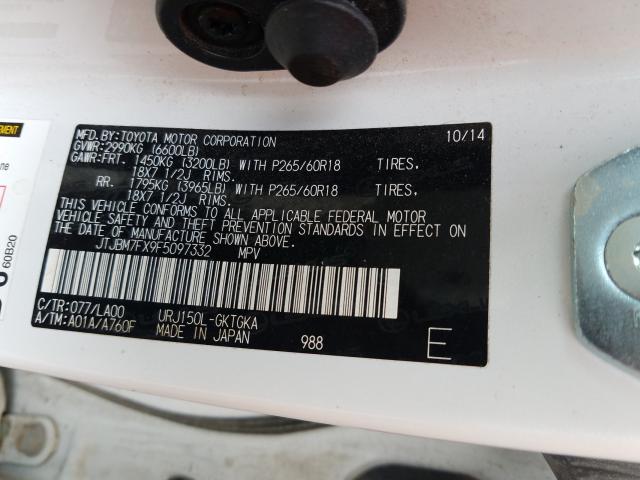 MFD.BY:TOYOTA MOTOR CORPORATION 10/14
GVWR:2990KG (6600LB)
GAWR:FRT. 1450KG (3200LB) WITH P265/60R18 TIRES,
18X7 1/2J RIMS.
RR. 1795KG (3965LB) WITH P265/60R18 TIRES,
18X7 1/2J RIMS.
THIS VEHICLE CONFORMS TO ALL APPLICABLE FEDERAL MOTOR
VEHICLE SAFETY AND THEFT PREVENTION STANDARDS IN EFFECT ON
THE DATE OF MANUFACTURE SHOWN ABOVE.
JTJBM7FX9F5097332 MPV
C/TR:077/LA00 URJ150L-GKTGKA
A/TM:A01A/A760F MADE IN JAPAN 988 E
60B20